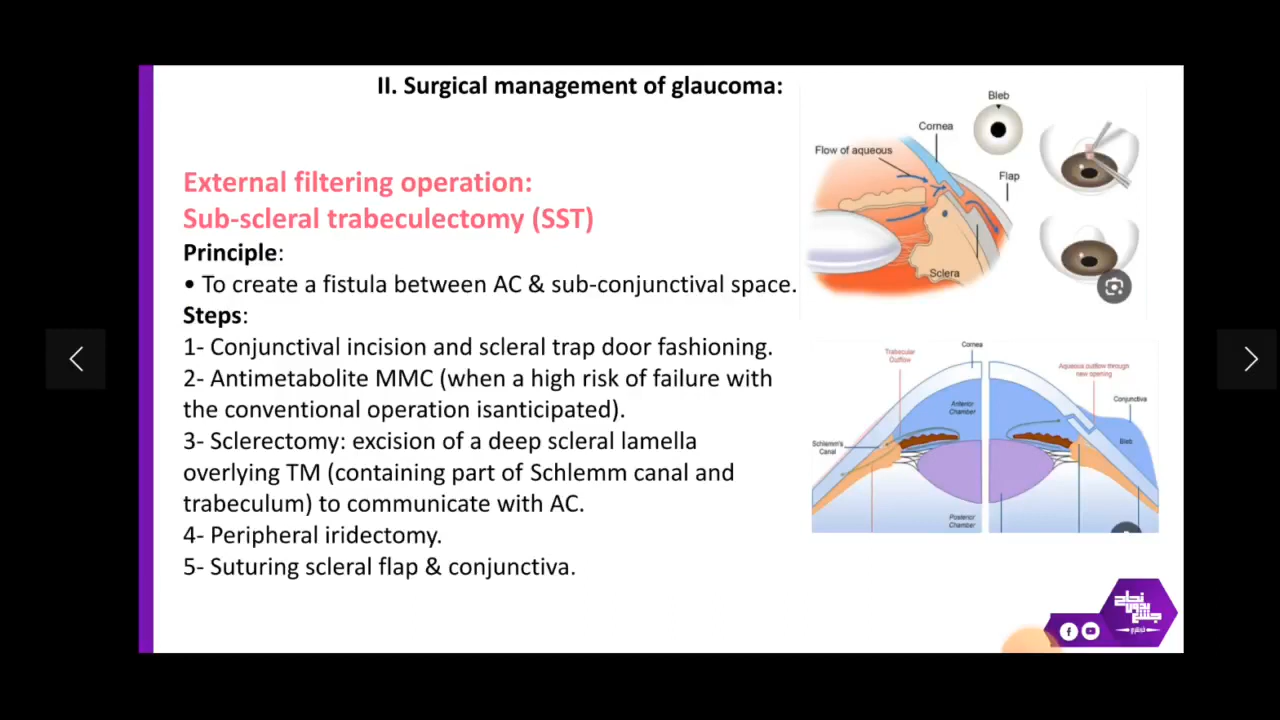 II. Surgical management of glaucoma:
External filtering operation:
Sub-scleral trabeculectomy (SST)
Principle:
• To create a fistula between AC & sub-conjunctival space.
Steps:
1- Conjunctival incision and scleral trap door fashioning.
2- Antimetabolite MMC (when a high risk of failure with
the conventional operation isanticipated).
3- Sclerectomy: excision of a deep scleral lamella
overlying TM (containing part of Schlemm canal and
trabeculum) to communicate with AC.
4- Peripheral iridectomy.
5- Suturing scleral flap & conjunctiva.
Bleb
Cornea
Flow of aqueous
Flap
Sclera
Cornea
Trabecular
Outflow
Aqueous outflow through
new opening
Conjunctiva
Anterior
Chamber
Schlemm's
Canal
Bleb
Posterior
Chamber